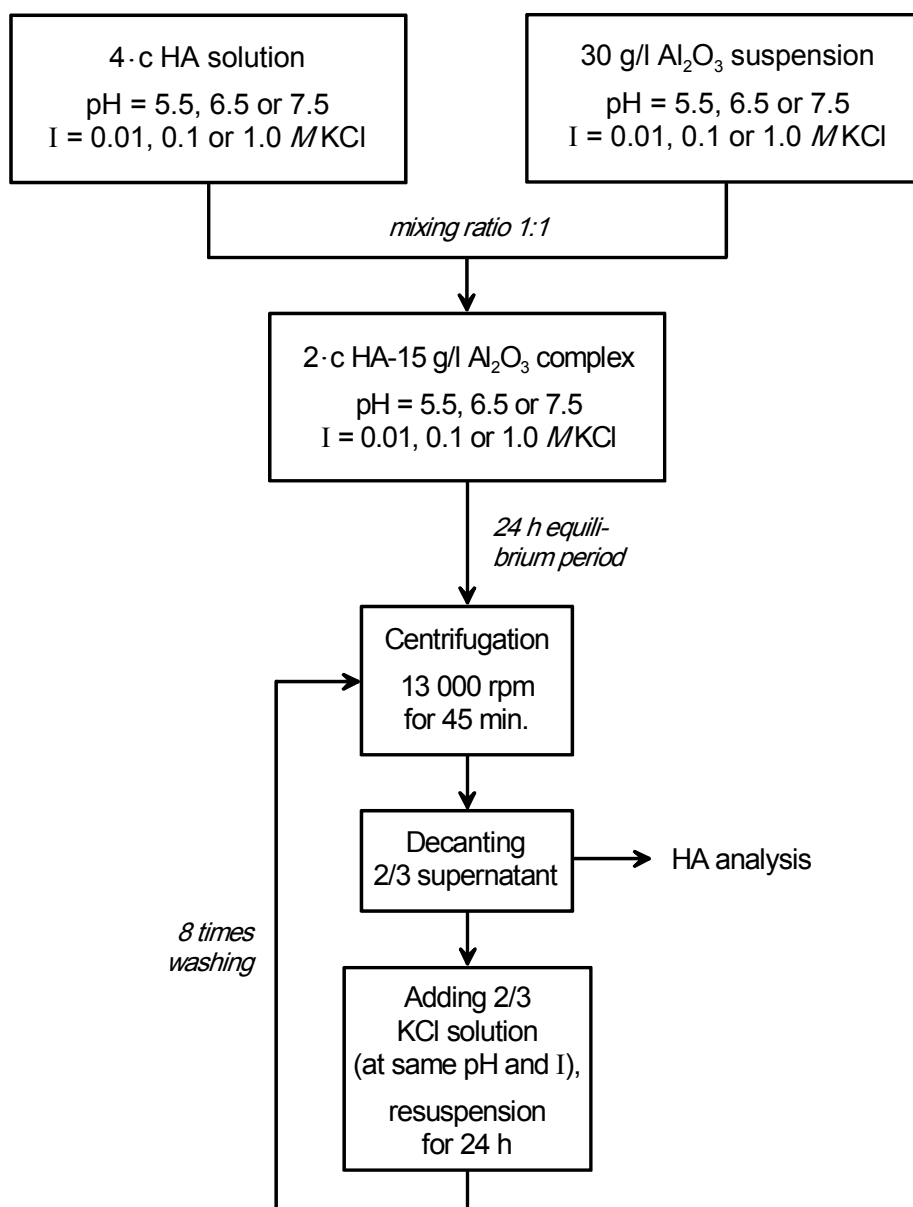 4·c HA solution
pH = 5.5, 6.5 or 7.5
I = 0.01, 0.1 or 1.0 M KCl
30 g/l Al₂O₃ suspension
pH = 5.5, 6.5 or 7.5
I = 0.01, 0.1 or 1.0 M KCl
mixing ratio 1:1
2·c HA-15 g/l Al₂O₃ complex
pH = 5.5, 6.5 or 7.5
I = 0.01, 0.1 or 1.0 M KCl
24 h equili-
brium period
Centrifugation
13 000 rpm
for 45 min.
Decanting
2/3 supernatant
HA analysis
8 times
washing
Adding 2/3
KCl solution
(at same pH and I),
resuspension
for 24 h